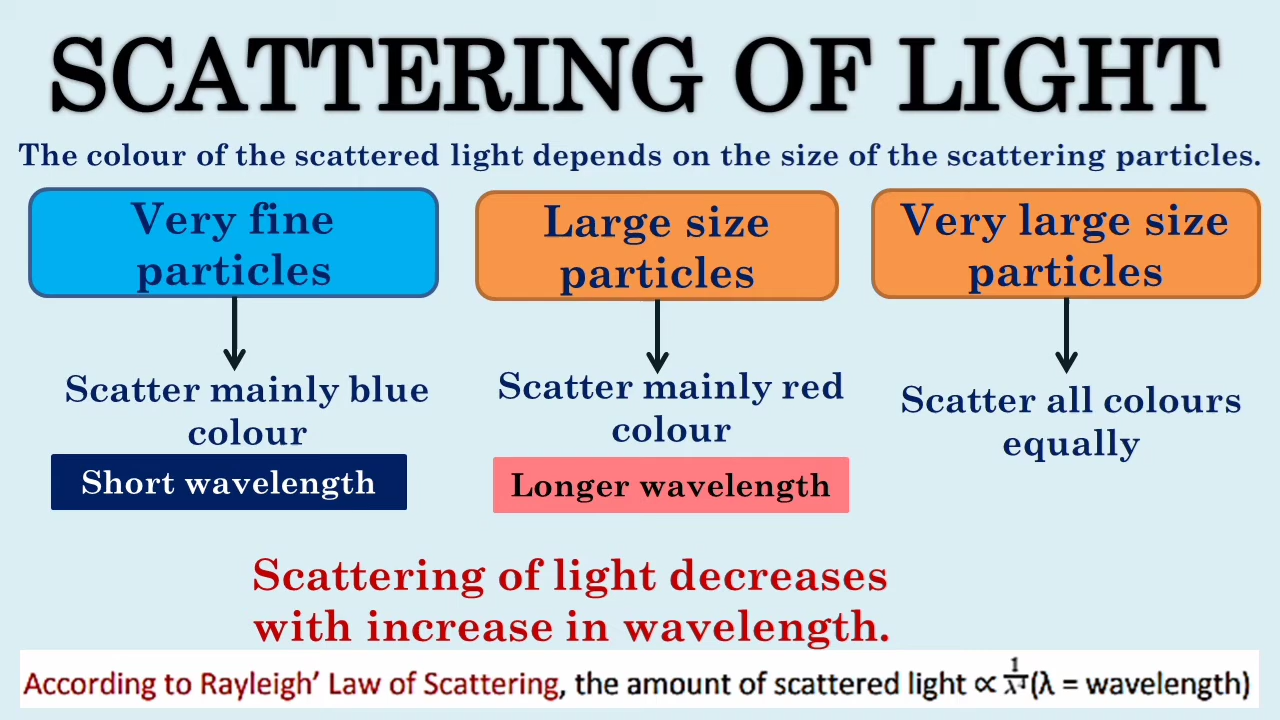 SCATTERING OF LIGHT
The colour of the scattered light depends on the size of the scattering particles.
Very fine
particles
Scatter mainly blue
colour
Short wavelength
Large size
particles
Scatter mainly red
colour
Longer wavelength
Very large size
particles
Scatter all colours
equally
Scattering of light decreases
with increase in wavelength.
According to Rayleigh' Law of Scattering, the amount of scattered light ∝ 1/λ⁴(λ = wavelength)